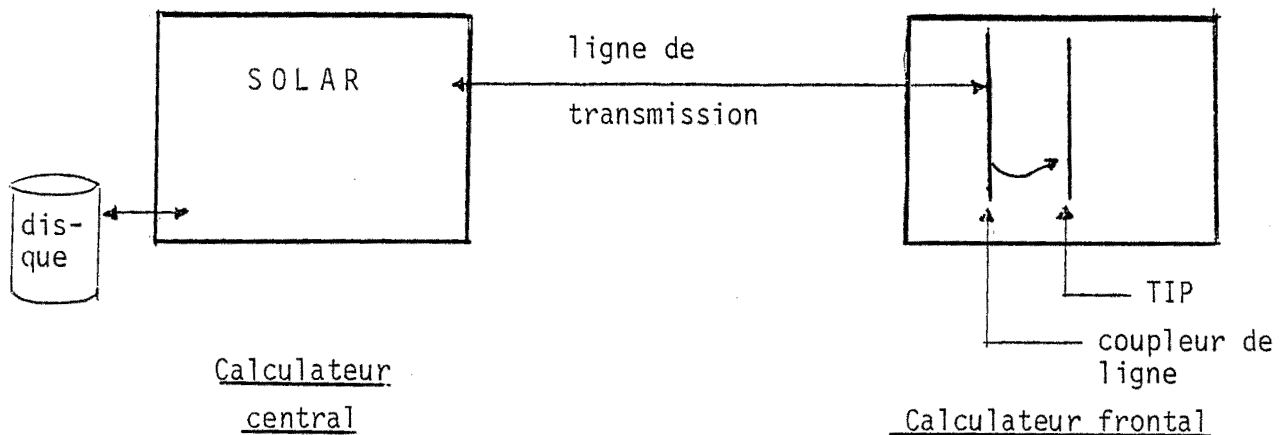 SOLAR
ligne de
transmission
dis-
que
TIP
coupleur de
ligne
Calculateur
central
Calculateur frontal